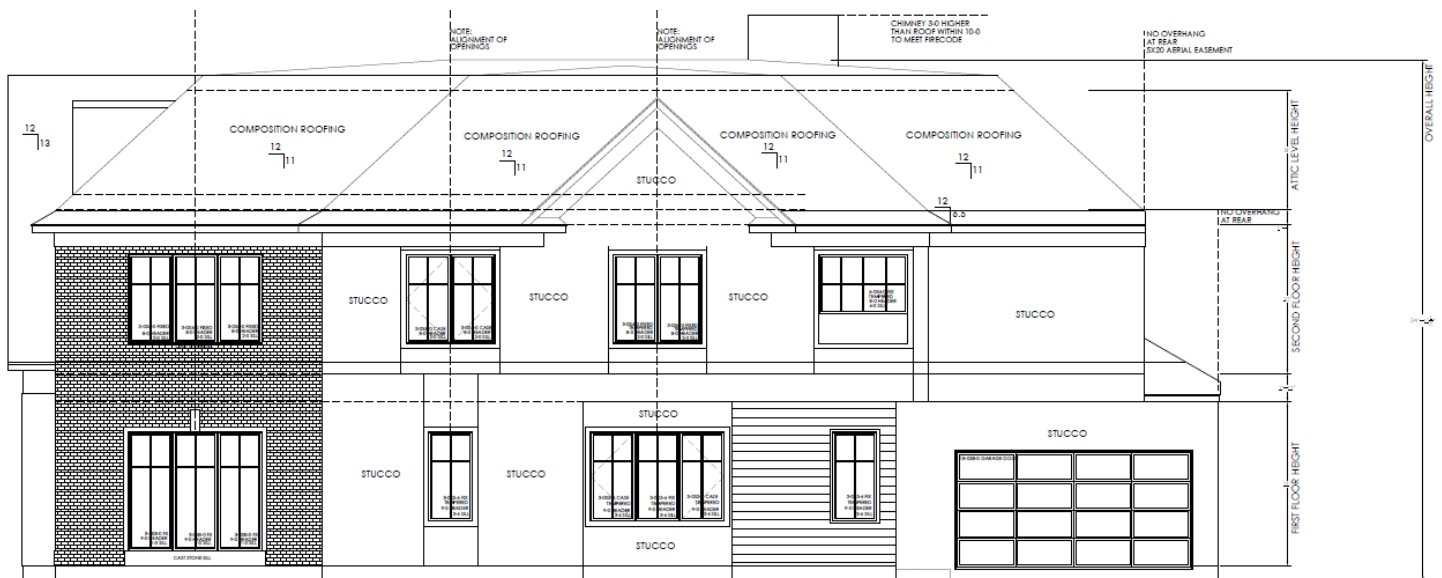 CHIMNEY 3-0 HIGHER
THAN ROOF WITHIN 10-0
TO MEET FIRECODE
NOTE:
ALIGNMENT OF
OPENINGS
NOTE:
ALIGNMENT OF
OPENINGS
NO OVERHANG
AT REAR
5X20 AERIAL EASEMENT
OVERALL HEIGHT
ATTIC LEVEL HEIGHT
12
13
COMPOSITION ROOFING
12
11
COMPOSITION ROOFING
12
11
COMPOSITION ROOFING
12
11
COMPOSITION ROOFING
12
11
STUCCO
12
8.5
NO OVERHANG
AT REAR
SECOND FLOOR HEIGHT
STUCCO
STUCCO
STUCCO
STUCCO
STUCCO
STUCCO
STUCCO
STUCCO
STUCCO
FIRST FLOOR HEIGHT
CAST STONE SILL